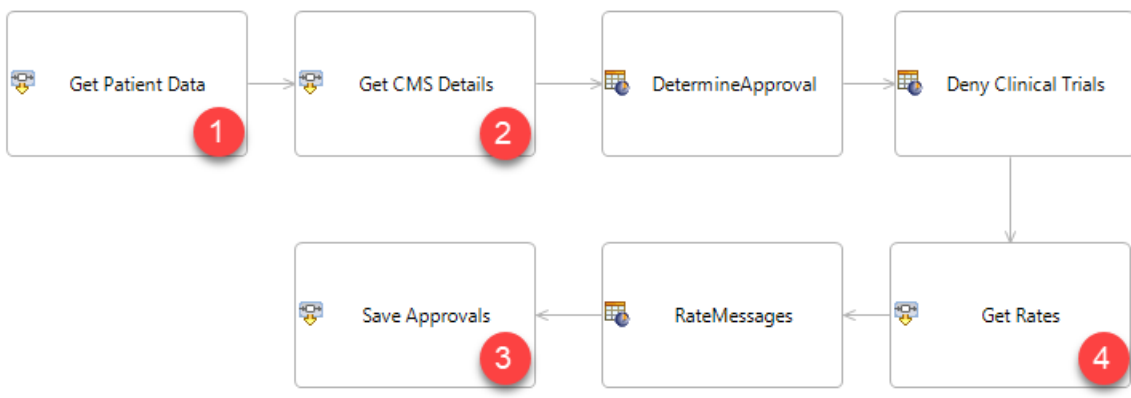 Get Patient Data
1
Get CMS Details
2
DetermineApproval
Deny Clinical Trials
Save Approvals
3
RateMessages
Get Rates
4